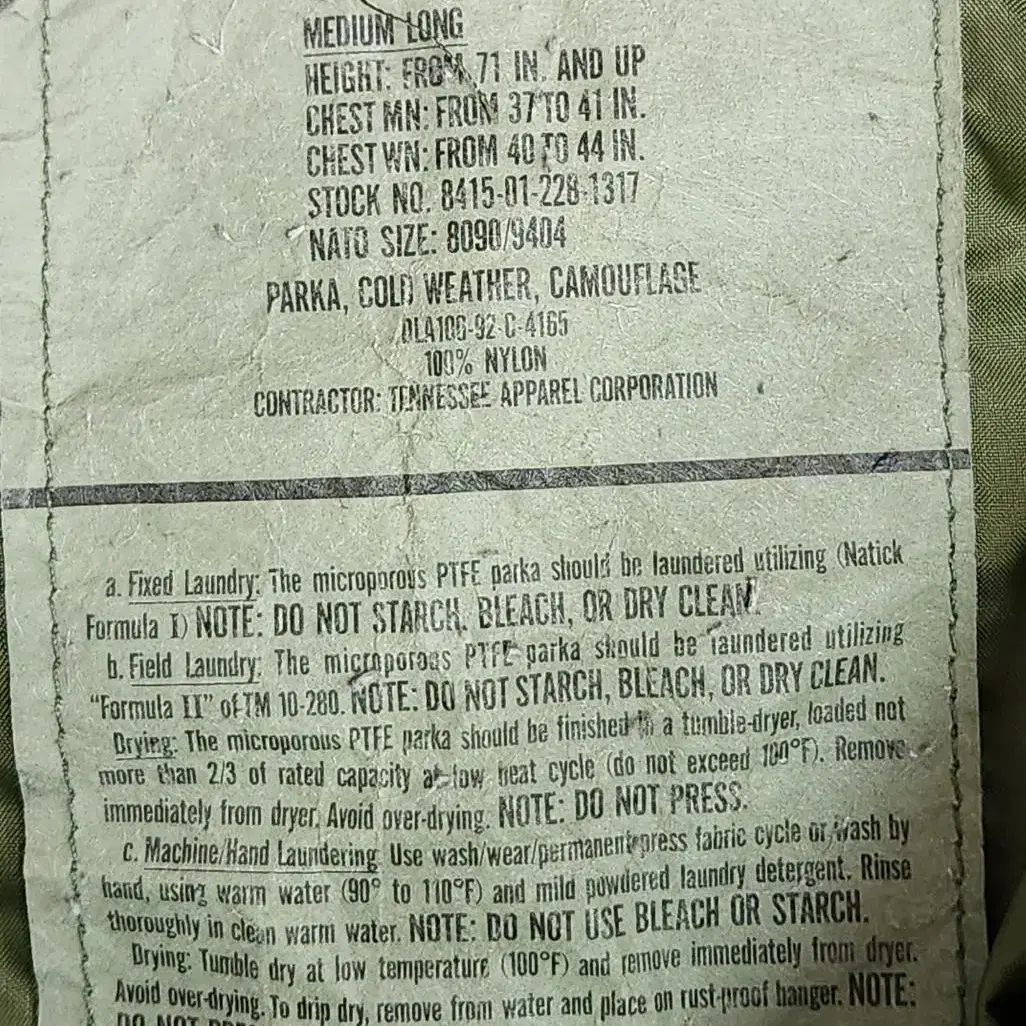 MEDIUM LONG
HEIGHT: FROM 71 IN. AND UP
CHEST MN: FROM 37 TO 41 IN.
CHEST WN: FROM 40 TO 44 IN.
STOCK NO. 8415-01-228-1317
NATO SIZE: 8090/9404
PARKA, COLD WEATHER, CAMOUFLAGE
DLA100-92-C-4165
100% NYLON
CONTRACTOR: TENNESSEE APPAREL CORPORATION
a. Fixed Laundry: The microporous PTFE parka should be laundered utilizing (Natick
Formula I) NOTE: DO NOT STARCH, BLEACH, OR DRY CLEAN.
b. Field Laundry: The microporous PTFE parka should be laundered utilizing
"Formula II" of TM 10-280. NOTE: DO NOT STARCH, BLEACH, OR DRY CLEAN.
Drying: The microporous PTFE parka should be finished in a tumble-dryer, loaded not
more than 2/3 of rated capacity at low heat cycle (do not exceed 100°F). Remove
immediately from dryer. Avoid over-drying. NOTE: DO NOT PRESS.
c. Machine/Hand Laundering Use wash/wear/permanent press fabric cycle or wash by
hand, using warm water (90° to 110°F) and mild powdered laundry detergent. Rinse
thoroughly in clean warm water. NOTE: DO NOT USE BLEACH OR STARCH.
Drying: Tumble dry at low temperature (100°F) and remove immediately from dryer.
Avoid over-drying. To drip dry, remove from water and place on rust-proof hanger. NOTE:
DO NOT